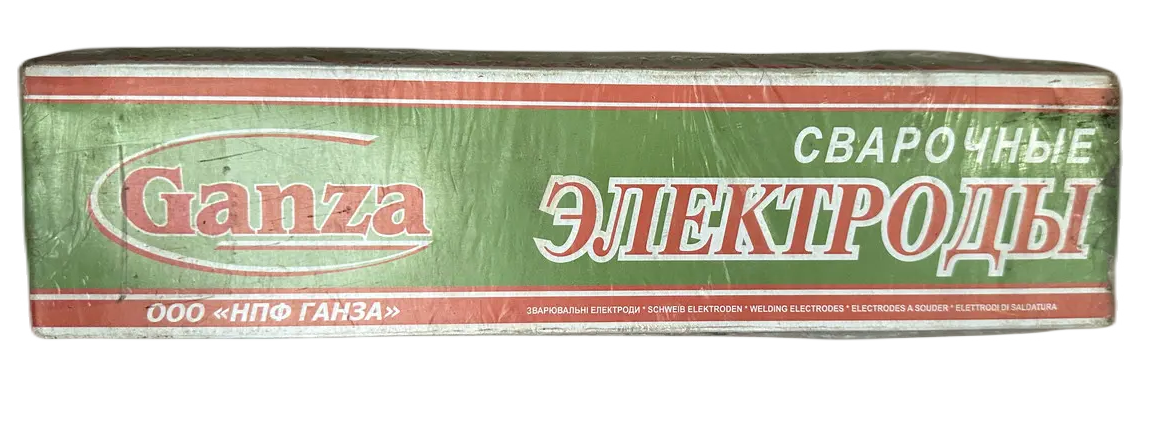 Ganza
СВАРОЧНЫЕ
ЭЛЕКТРОДЫ
ООО «НПФ ГАНЗА»
ЗВАРЮВАЛЬНІ ЕЛЕКТРОДИ * SCHWEIB ELEKTRODEN * WELDING ELECTRODES * ELECTRODES A SOUDER * ELETTRODI DI SALDATURA